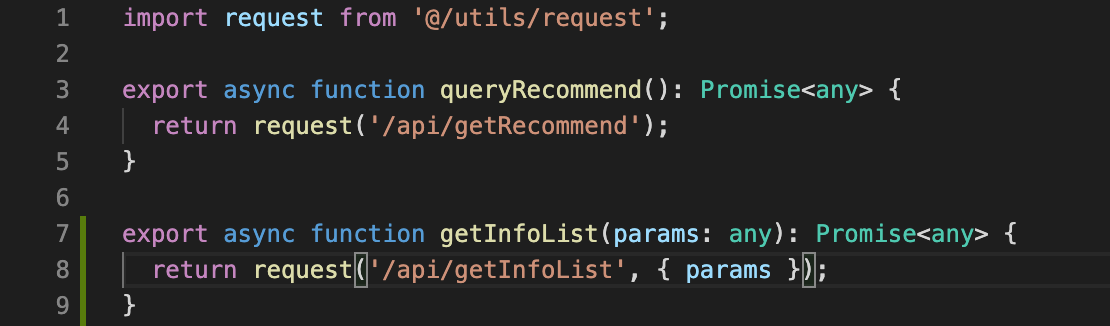 1 import request from '@/utils/request';
2
3 export async function queryRecommend(): Promise<any> {
4 return request('/api/getRecommend');
5 }
6
7 export async function getInfoList(params: any): Promise<any> {
8 return request('/api/getInfoList', { params });
9 }